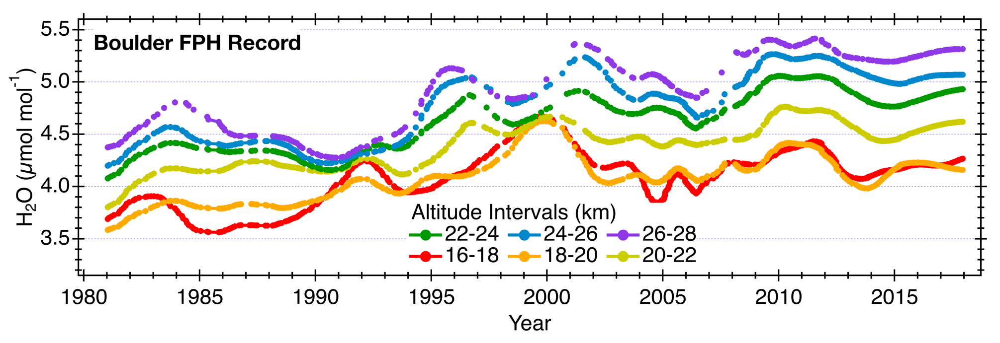 Boulder FPH Record
5.5
5.0
4.5
4.0
3.5
H₂O (µmol mol⁻¹)
Altitude Intervals (km)
22-24 24-26 26-28
16-18 18-20 20-22
1980 1985 1990 1995 2000 2005 2010 2015
Year